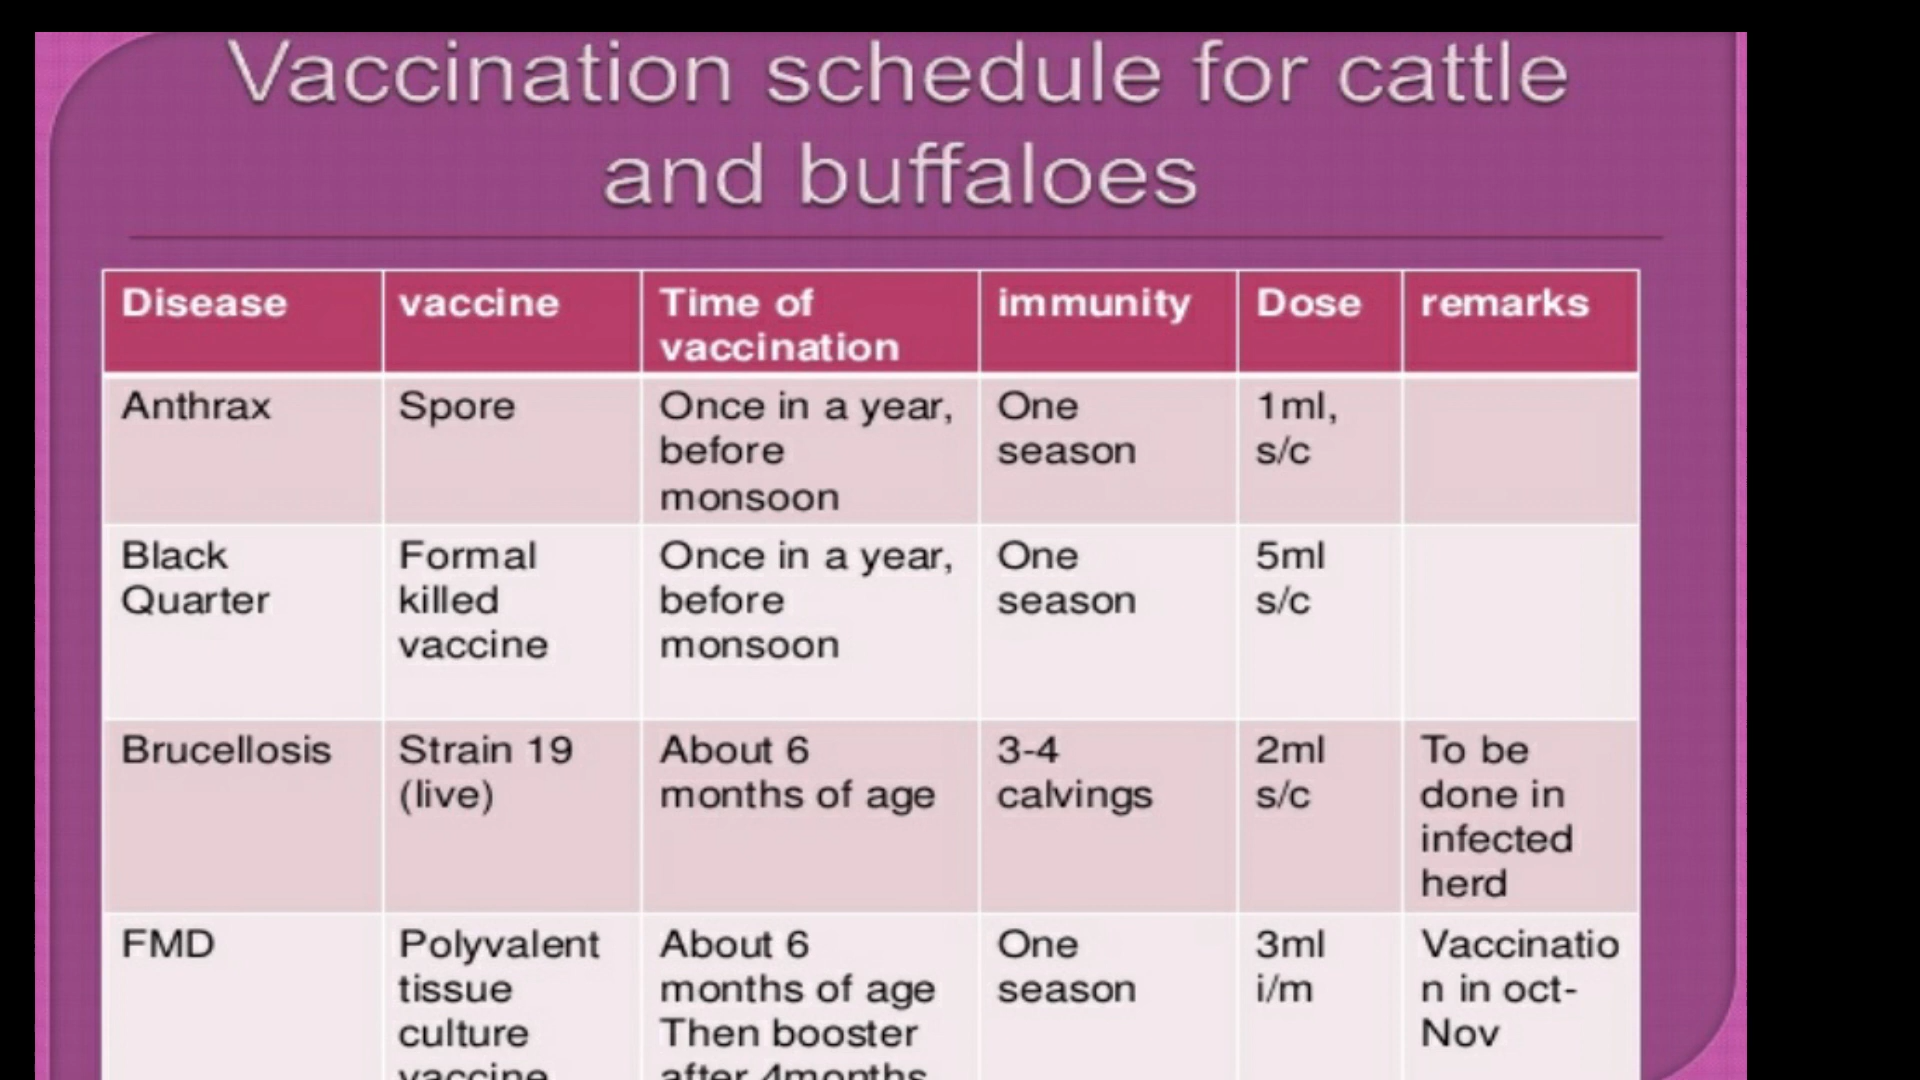 Vaccination schedule for cattle
and buffaloes
Disease
vaccine
Time of
vaccination
immunity
Dose
remarks
Anthrax
Spore
Once in a year,
before
monsoon
One
season
1ml,
s/c
Black
Quarter
Formal
killed
vaccine
Once in a year,
before
monsoon
One
season
5ml
s/c
Brucellosis
Strain 19
(live)
About 6
months of age
3-4
calvings
2ml
s/c
To be
done in
infected
herd
FMD
Polyvalent
tissue
culture
vaccine
About 6
months of age
Then booster
after 4months
One
season
3ml
i/m
Vaccinatio
n in oct-
Nov